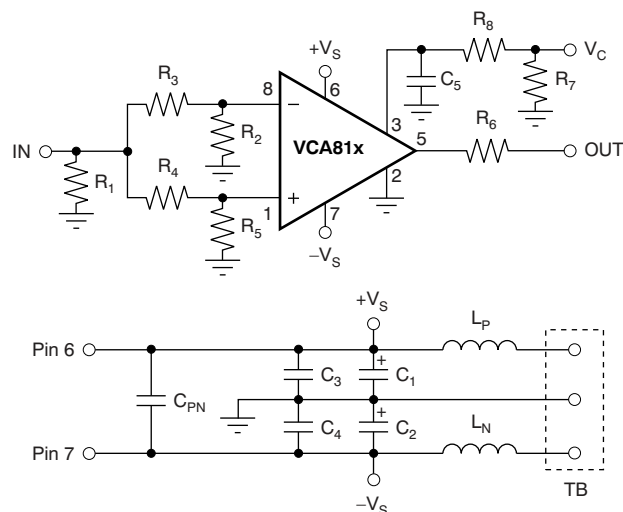 R8
VC
+VS
C5
R7
R3
8
6
3
R6
−
R2
VCA81x
5
IN
OUT
R1
R4
2
+
1
R5
7
−VS
+VS
LP
Pin 6
+
C3
C1
CPN
+
C4
C2
LN
Pin 7
−VS
TB